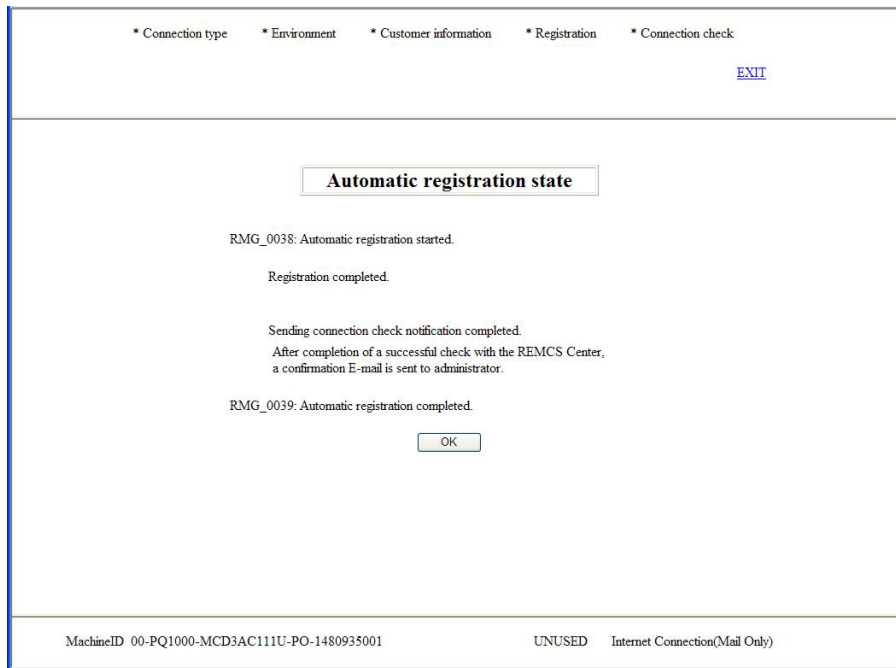 * Connection type * Environment * Customer information * Registration * Connection check
EXIT
Automatic registration state
RMG_0038: Automatic registration started.
Registration completed.
Sending connection check notification completed.
After completion of a successful check with the REMCS Center,
a confirmation E-mail is sent to administrator.
RMG_0039: Automatic registration completed.
OK
MachineID 00-PQ1000-MCD3AC111U-PO-1480935001 UNUSED Internet Connection(Mail Only)